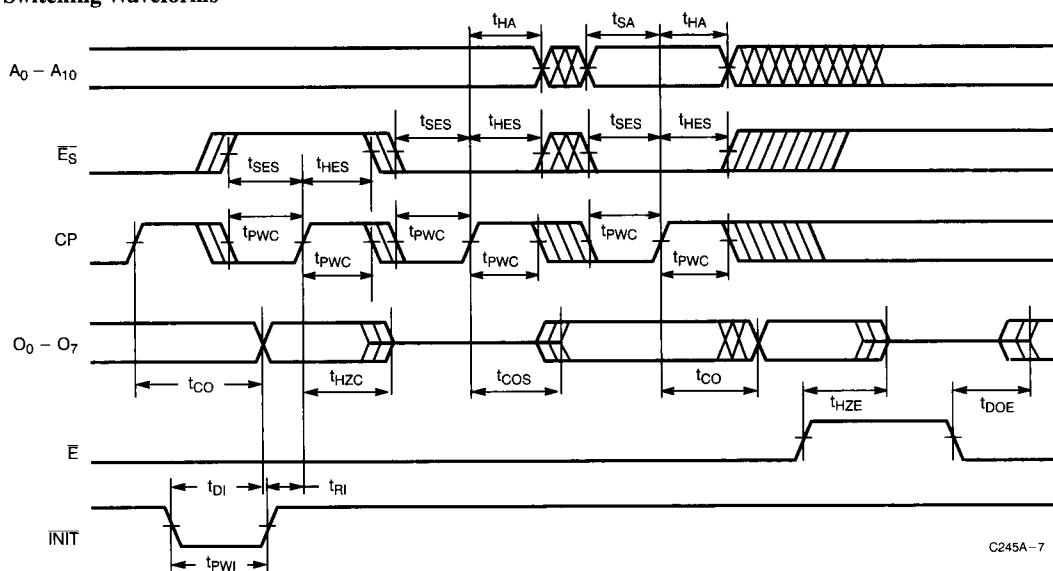 Switching Waveforms
tHA tSA tHA
A0 – A10
tSES tHES tSES tHES
E̅S̅
tSES tHES
CP
tPWC tPWC tPWC
tPWC tPWC tPWC
O0 – O7
tCO tHZC tCOS tCO
tHZE tDOE
E̅
tDI tRI
I̅N̅I̅T̅
tPWI
C245A–7